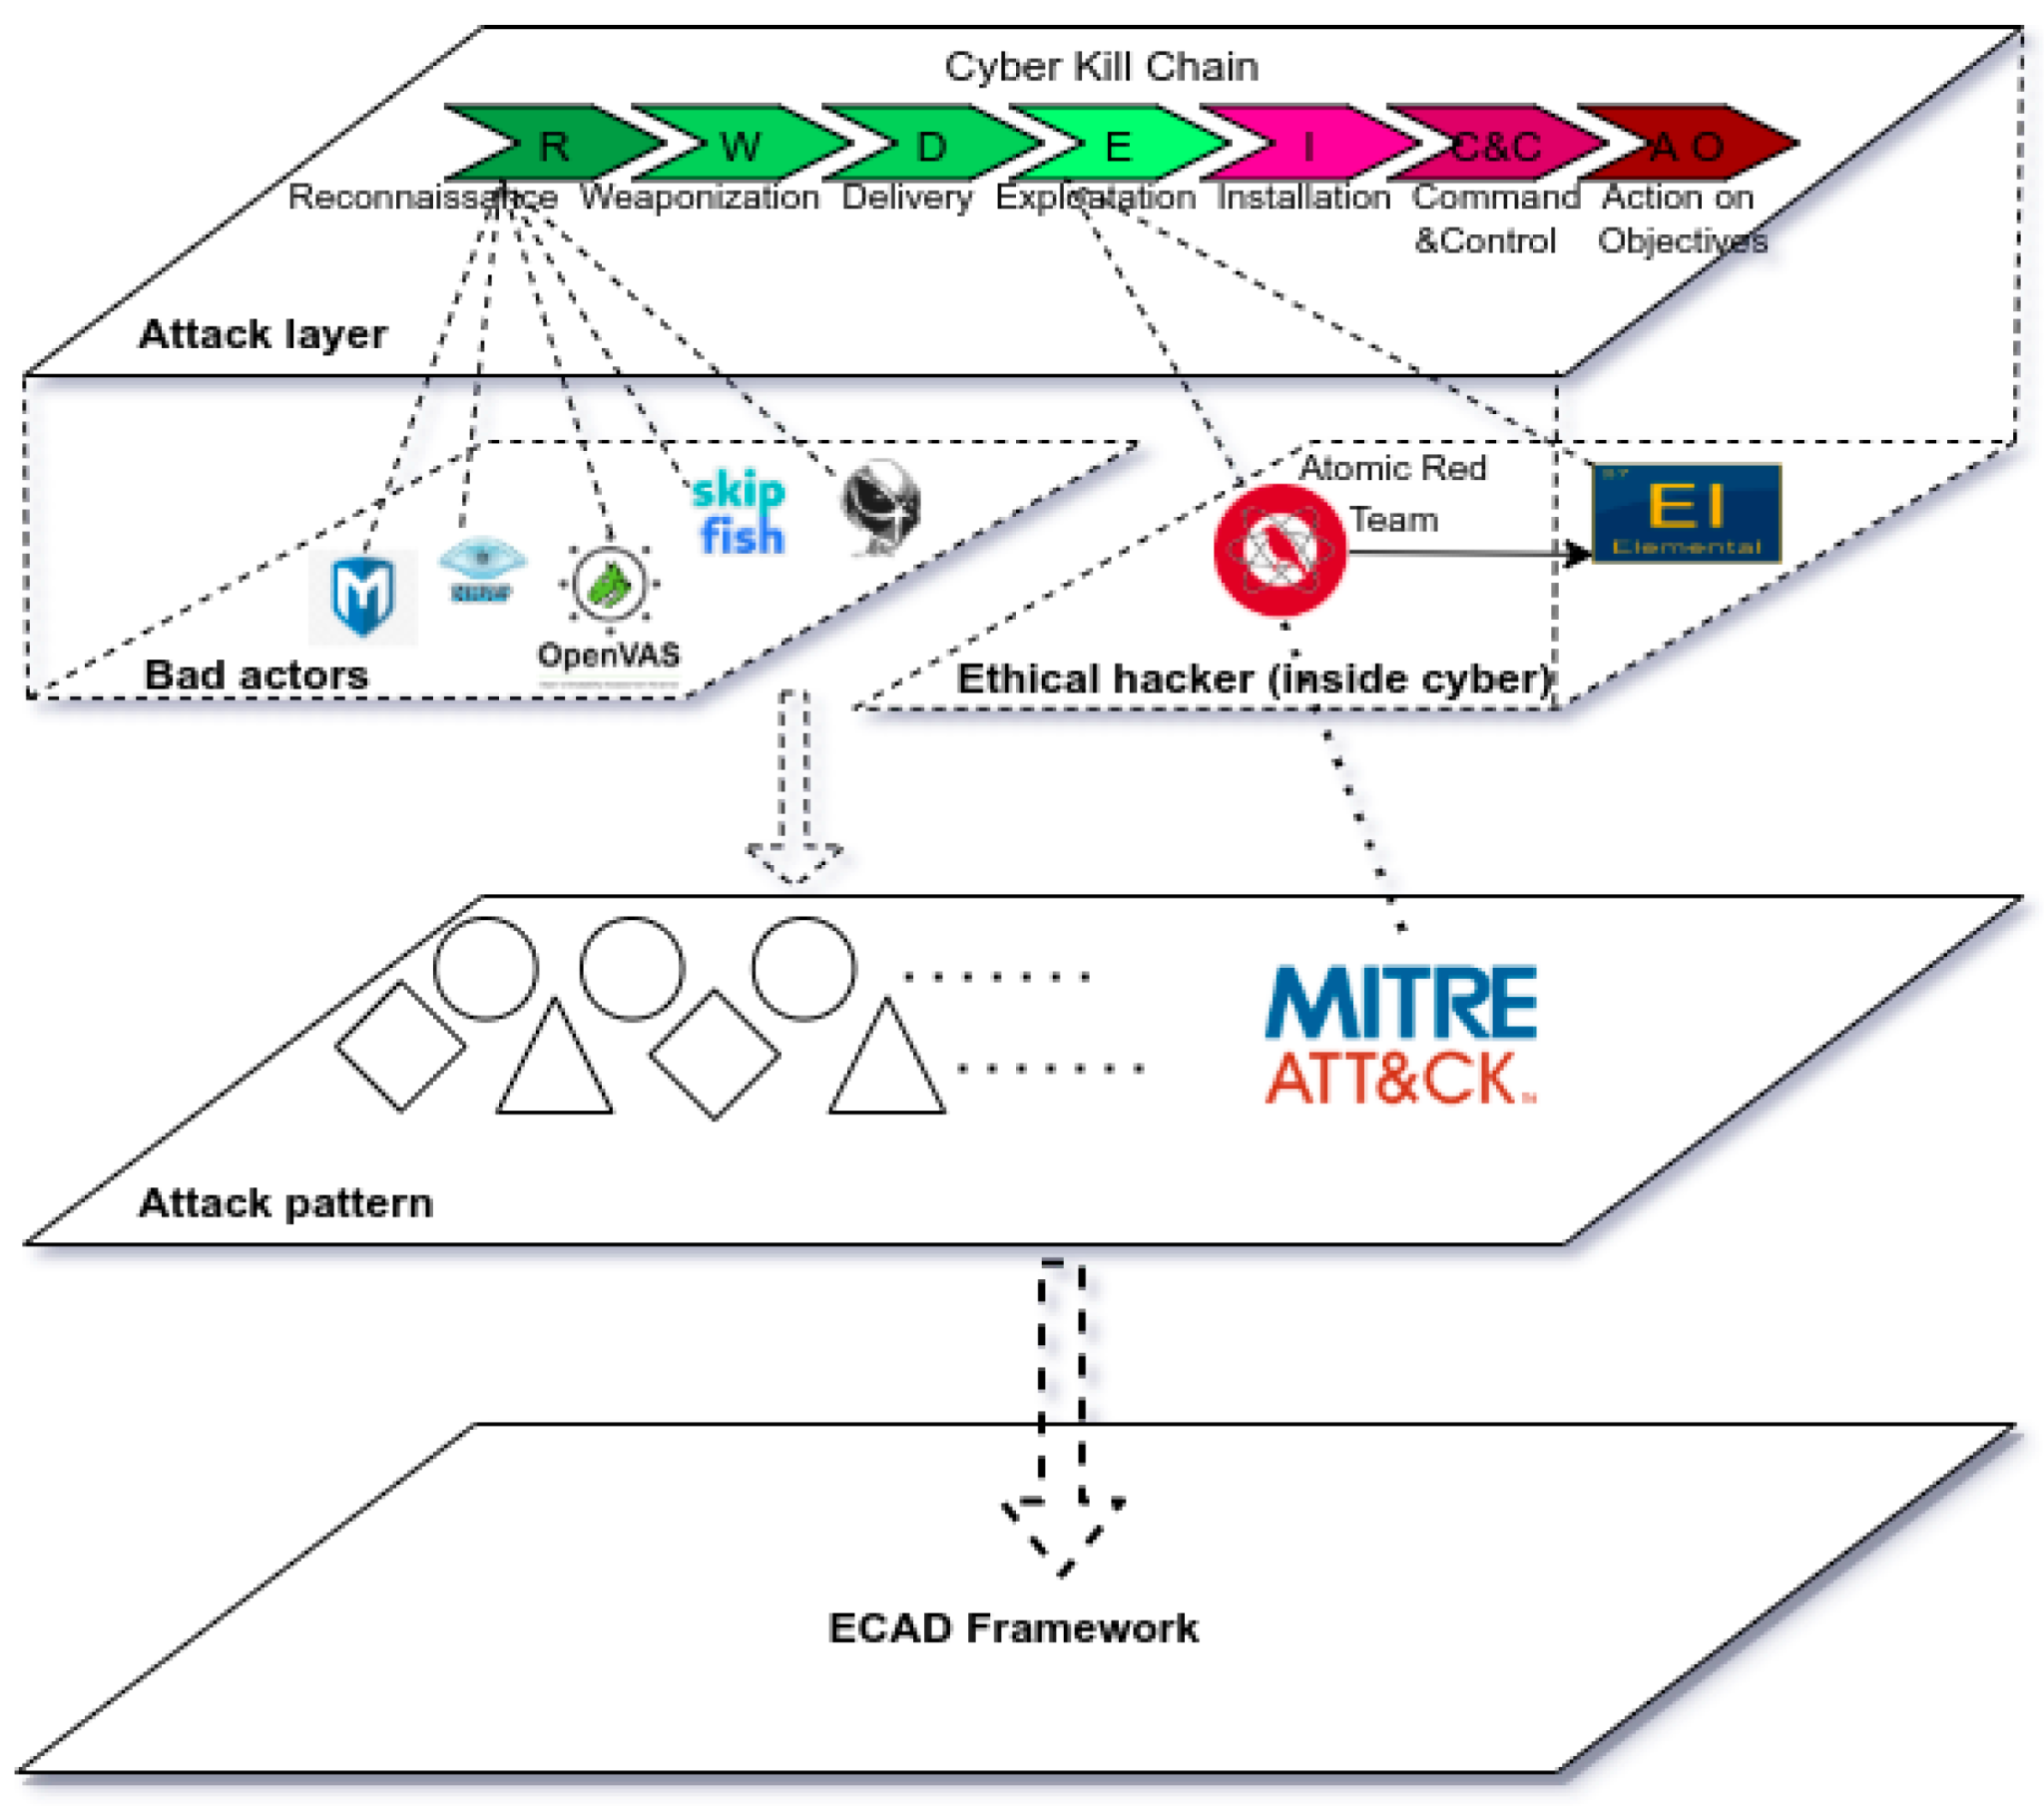 Cyber Kill Chain
R W D E I C&C A O
Reconnaissance Weaponization Delivery Explotatation Installation Command Action on
&Control Objectives
Attack layer
skip
fish
Atomic Red
Team
EI
Elemental
OpenVAS
Bad actors
Ethical hacker (inside cyber)
MITRE
ATT&CK
Attack pattern
ECAD Framework